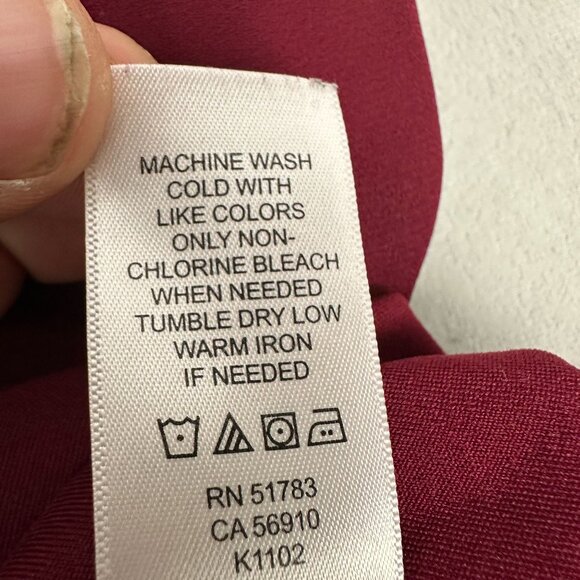 MACHINE WASH
COLD WITH
LIKE COLORS
ONLY NON-
CHLORINE BLEACH
WHEN NEEDED
TUMBLE DRY LOW
WARM IRON
IF NEEDED
RN 51783
CA 56910
K1102